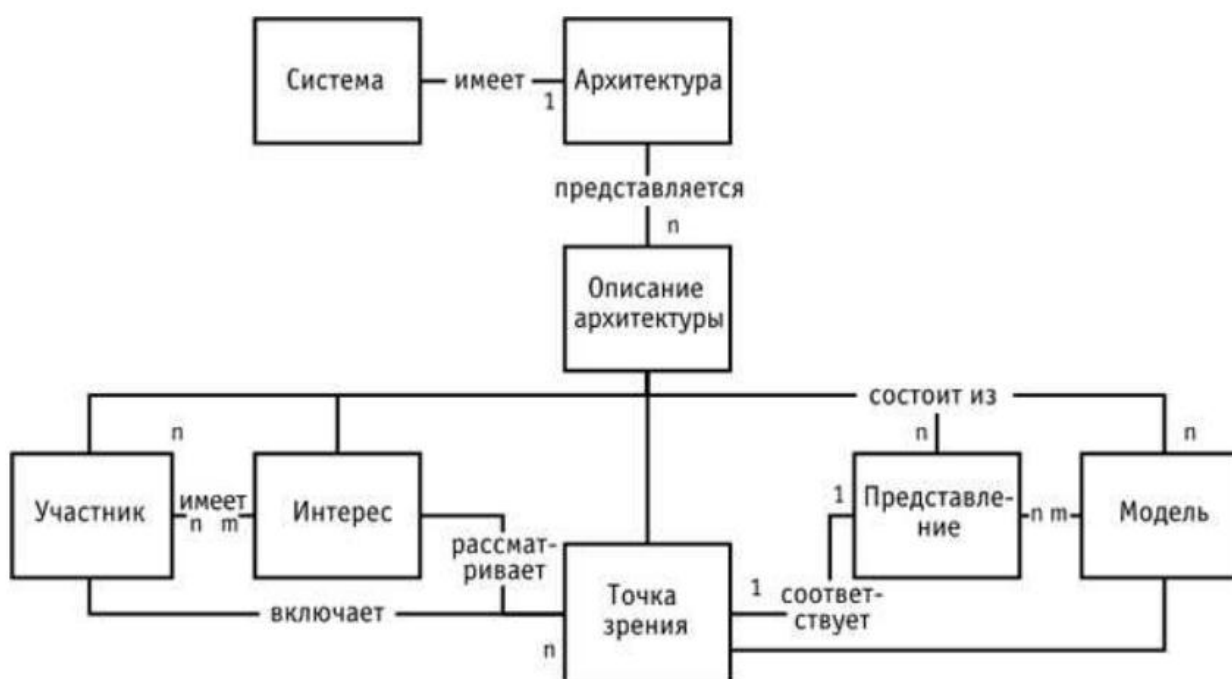 Система
имеет
1
Архитектура
представляется
n
Описание
архитектуры
состоит из
n
n
n
Участник
имеет
n m
Интерес
1
Представле-
ние
n m
Модель
рассмат-
ривает
включает
n
Точка
зрения
1
соответ-
ствует